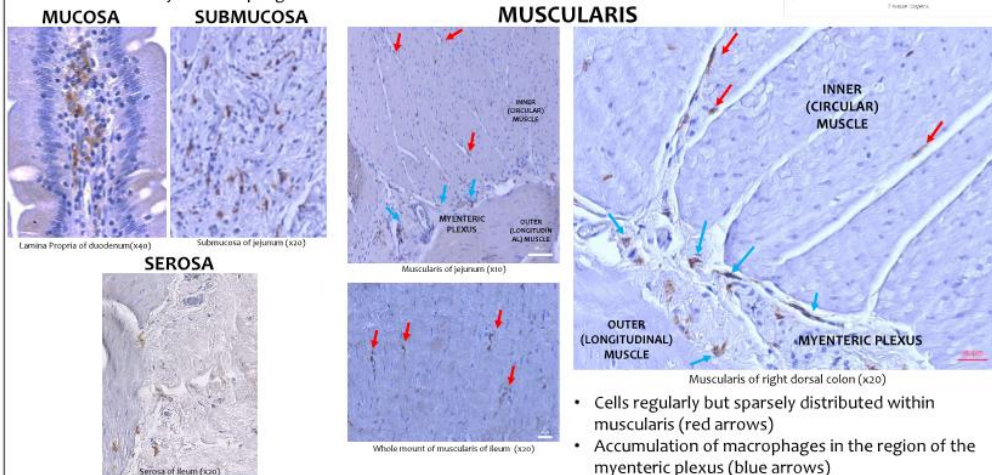 MUCOSA
SUBMUCOSA
MUSCULARIS
Lamina Propria of duodenum(x40)
Submucosa of jejunum (x20)
SEROSA
Serosa of Ileum (x20)
INNER
(CIRCULAR)
MUSCLE
MYENTERIC
PLEXUS
OUTER
(LONGITUDIN
AL) MUSCLE
Muscularis of jejunum (x10)
Whole mount of muscularis of ileum (x20)
INNER
(CIRCULAR)
MUSCLE
OUTER
(LONGITUDINAL)
MUSCLE
MYENTERIC PLEXUS
Muscularis of right dorsal colon (x20)
• Cells regularly but sparsely distributed within
muscularis (red arrows)
• Accumulation of macrophages in the region of the
myenteric plexus (blue arrows)